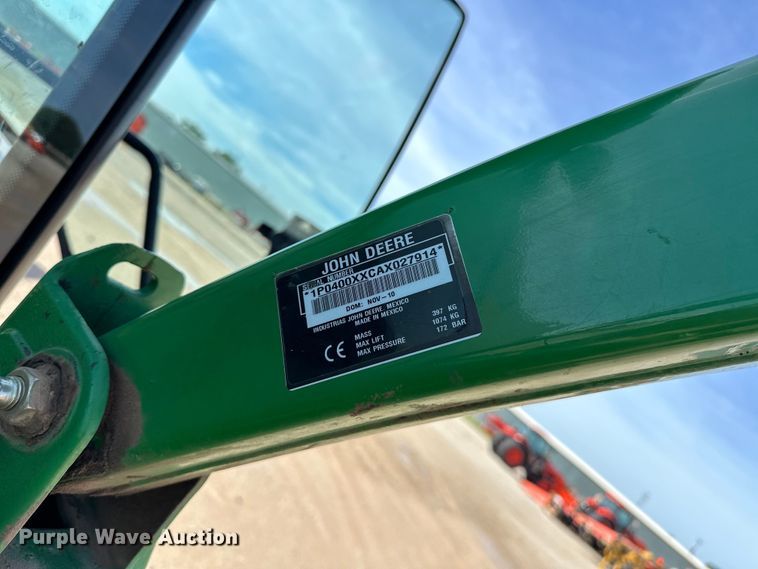 JOHN DEERE
SERIAL NUMBER
*1P0400XXCAX027914*
DOM: NOV-10
INDUSTRIAS JOHN DEERE, MEXICO
MADE IN MEXICO
MASS 397 KG
MAX LIFT 1074 KG
MAX PRESSURE 172 BAR
CE
Purple Wave Auction